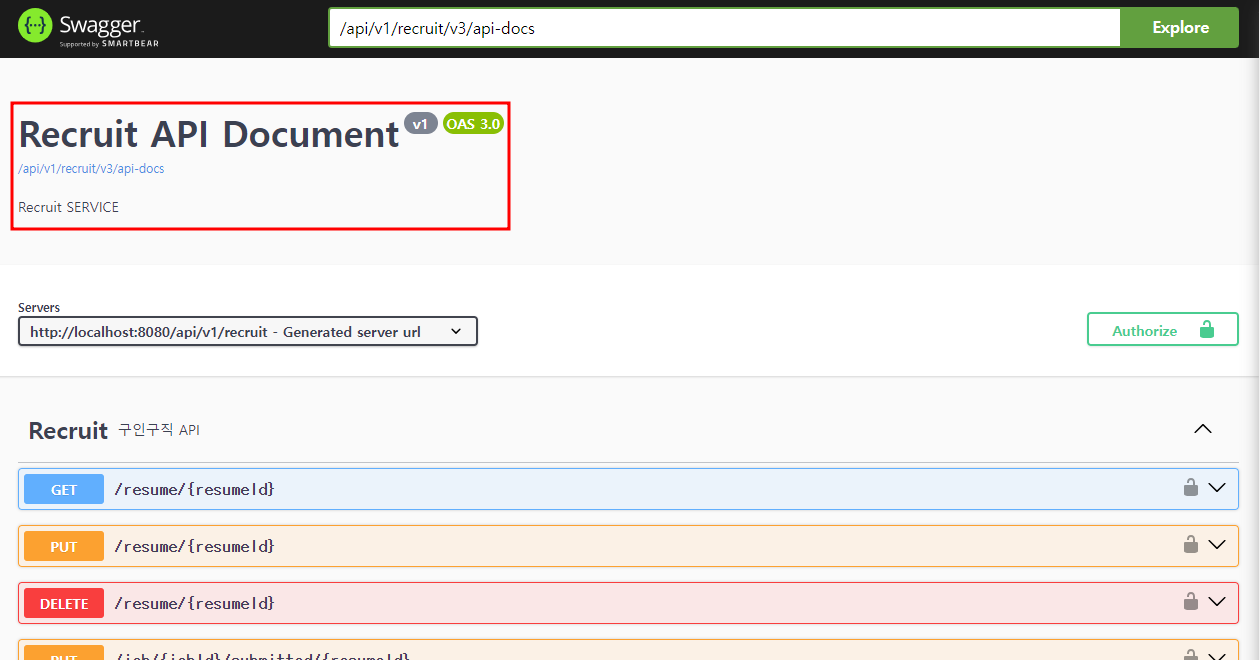 Swagger
Supported by SMARTBEAR
/api/v1/recruit/v3/api-docs
Explore
Recruit API Document v1 OAS 3.0
/api/v1/recruit/v3/api-docs
Recruit SERVICE
Servers
http://localhost:8080/api/v1/recruit - Generated server url
Authorize
Recruit 구인구직 API
GET /resume/{resumeId}
PUT /resume/{resumeId}
DELETE /resume/{resumeId}
PUT /job/{jobId}/submitted/{resumeId}